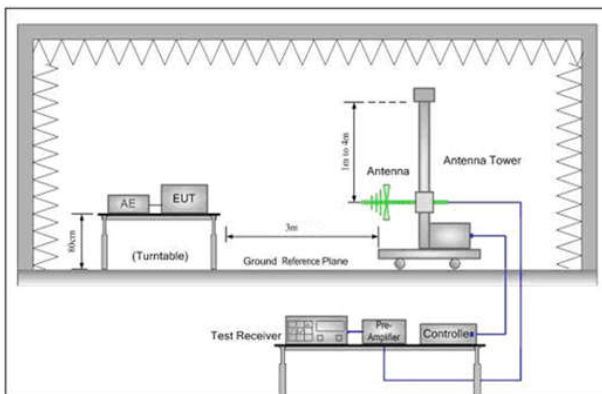 1m to 4m
Antenna
Antenna Tower
AE
EUT
80cm
(Turntable)
3m
Ground Reference Plane
Test Receiver
Pre-
Amplifier
Controller